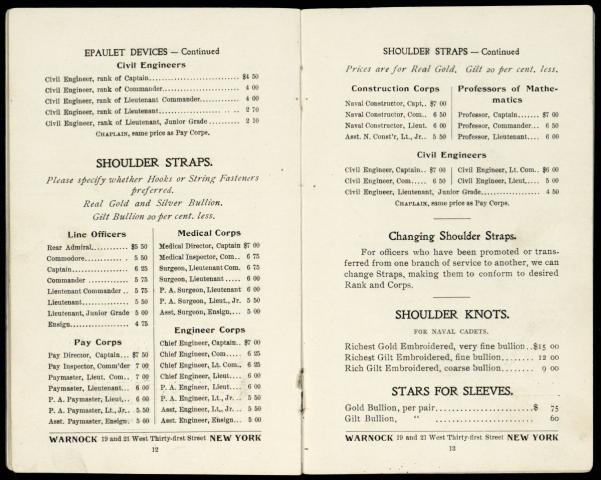 EPAULET DEVICES — Continued
Civil Engineers
Civil Engineer, rank of Captain $4 50
Civil Engineer, rank of Commander 4 00
Civil Engineer, rank of Lieutenant Commander 4 00
Civil Engineer, rank of Lieutenant 2 70
Civil Engineer, rank of Lieutenant, Junior Grade 2 10
CHAPLAIN, same price as Pay Corps.
SHOULDER STRAPS.
Please specify whether Hooks or String Fasteners
preferred.
Real Gold and Silver Bullion.
Gilt Bullion 20 per cent. less.
Line Officers
Rear Admiral $5 50
Commodore 5 50
Captain 6 25
Commander 5 75
Lieutenant Commander 5 75
Lieutenant 5 50
Lieutenant, Junior Grade 5 00
Ensign 4 75
Pay Corps
Pay Director, Captain $7 50
Pay Inspector, Comm'der 7 00
Paymaster, Lieut. Com. 7 00
Paymaster, Lieutenant 6 00
P. A. Paymaster, Lieut. 6 00
P. A. Paymaster, Lt., Jr. 5 50
Asst. Paymaster, Ensign 5 00
Medical Corps
Medical Director, Captain $7 00
Medical Inspector, Com 6 75
Surgeon, Lieutenant Com. 6 75
Surgeon, Lieutenant 6 00
P. A. Surgeon, Lieutenant 6 00
P. A. Surgeon, Lieut., Jr. 5 50
Asst. Surgeon, Ensign 5 00
Engineer Corps
Chief Engineer, Captain $7 00
Chief Engineer, Com 6 25
Chief Engineer, Lt. Com. 6 25
Chief Engineer, Lieut. 6 00
P. A. Engineer, Lieut. 6 00
P. A. Engineer, Lt., Jr. 5 50
Asst. Engineer, Lt., Jr. 5 50
Asst. Engineer, Ensign 5 00
WARNOCK 19 and 21 West Thirty-first Street NEW YORK
12
SHOULDER STRAPS — Continued
Prices are for Real Gold. Gilt 20 per cent. less.
Construction Corps
Naval Constructor, Capt. $7 00
Naval Constructor, Com. 6 50
Naval Constructor, Lieut. 6 00
Asst. N. Const'r, Lt., Jr. 5 50
Professors of Mathe-
matics
Professor, Captain $7 00
Professor, Commander 6 50
Professor, Lieutenant 6 00
Civil Engineers
Civil Engineer, Captain $7 00
Civil Engineer, Com. 6 50
Civil Engineer, Lt. Com. $6 00
Civil Engineer, Lieut. 5 00
Civil Engineer, Lieutenant, Junior Grade 4 50
CHAPLAIN, same price as Pay Corps.
Changing Shoulder Straps.
For officers who have been promoted or trans-
ferred from one branch of service to another, we can
change Straps, making them to conform to desired
Rank and Corps.
SHOULDER KNOTS.
FOR NAVAL CADETS.
Richest Gold Embroidered, very fine bullion $15 00
Richest Gilt Embroidered, fine bullion 12 00
Rich Gilt Embroidered, coarse bullion 9 00
STARS FOR SLEEVES.
Gold Bullion, per pair $ 75
Gilt Bullion, " 60
WARNOCK 19 and 21 West Thirty-first Street NEW YORK
13